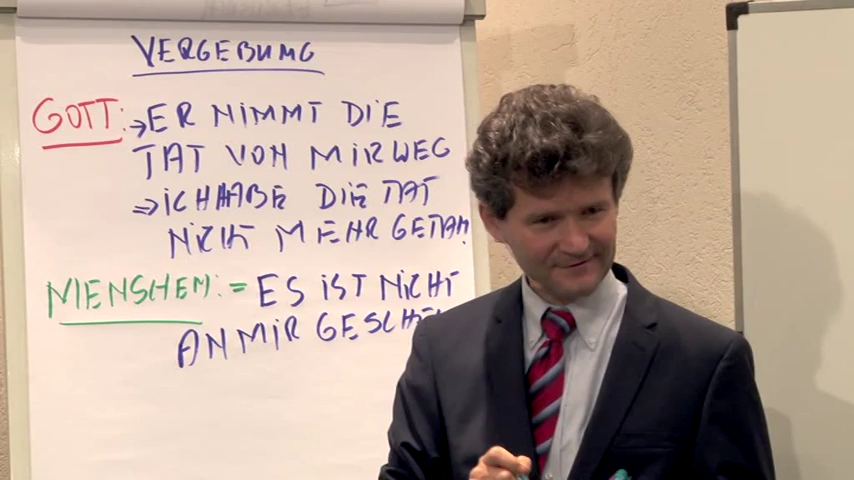 VERGEBUNG
GOTT: ⇒ ER NIMMT DIE
TAT VON MIR WEG
⇒ ICH HABE DIE TAT
NICHT MEHR GETAN!
MENSCHEN: = ES IST NICHT
AN MIR